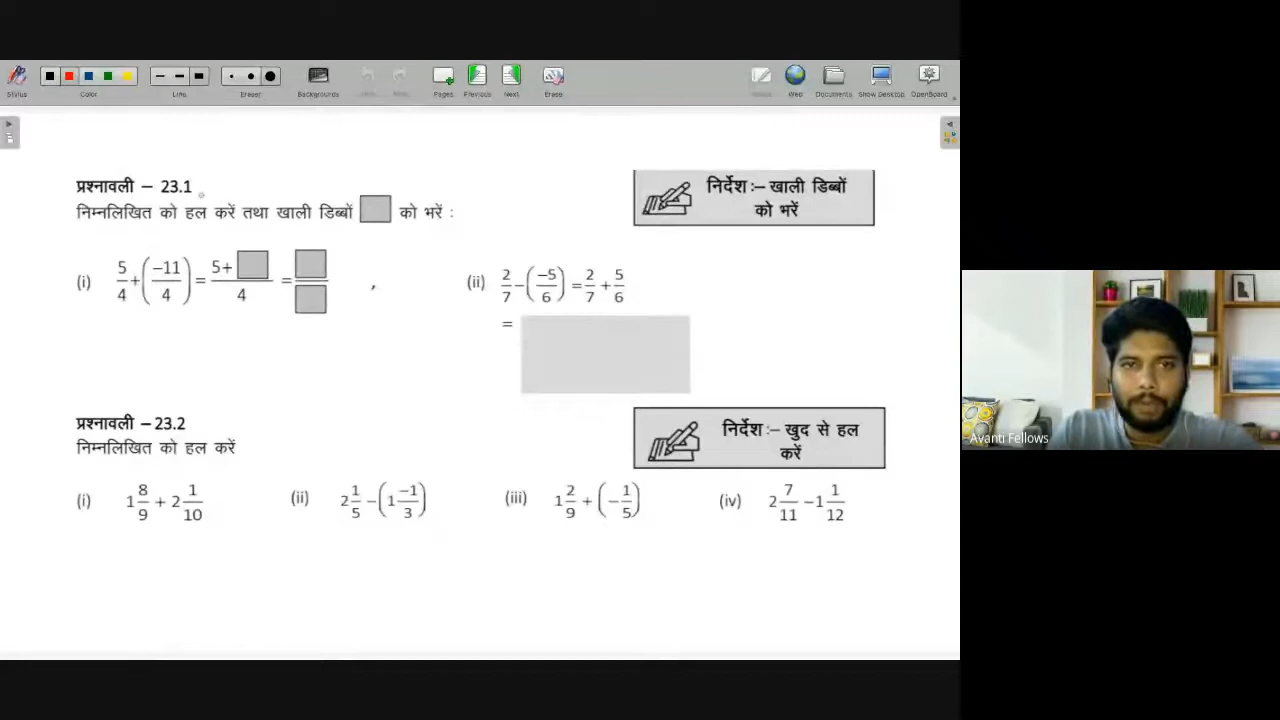 Stylus Color Line Eraser Backgrounds Pages Previous Next Erase Web Documents Show Desktop OpenBoard
प्रश्नावली – 23.1
निम्नलिखित को हल करें तथा खाली डिब्बों को भरें :
निर्देश :– खाली डिब्बों
को भरें
(i) 5/4 + (−11/4) = 5+ /4 = ,
(ii) 2/7 − (−5/6) = 2/7 + 5/6
=
प्रश्नावली – 23.2
निम्नलिखित को हल करें
निर्देश :– खुद से हल
करें
(i) 1 8/9 + 2 1/10 (ii) 2 1/5 − (1 −1/3) (iii) 1 2/9 + (− 1/5) (iv) 2 7/11 − 1 1/12
Avanti Fellows